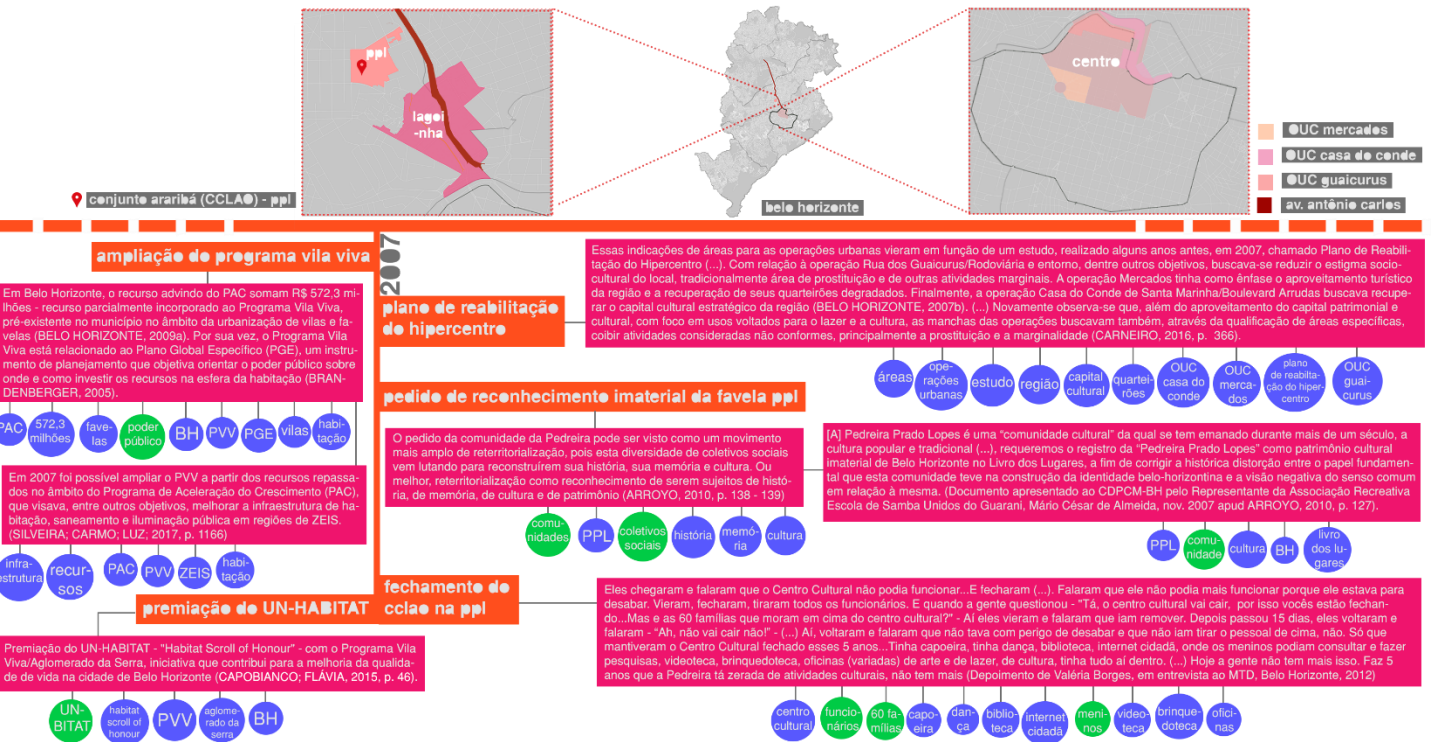 ppl
lagoi
-nha
centro
OUC mercados
OUC casa do conde
OUC guaicurus
av. antônio carlos
conjunto araribá (CCLAO) - ppl
belo horizonte
2007
ampliação do programa vila viva
Em Belo Horizonte, o recurso advindo do PAC somam R$ 572,3 mi-
lhões - recurso parcialmente incorporado ao Programa Vila Viva,
pré-existente no município no âmbito da urbanização de vilas e fa-
velas (BELO HORIZONTE, 2009a). Por sua vez, o Programa Vila
Viva está relacionado ao Plano Global Específico (PGE), um instru-
mento de planejamento que objetiva orientar o poder público sobre
onde e como investir os recursos na esfera da habitação (BRAN-
DENBERGER, 2005).
PAC
572,3
milhões
fave-
las
poder
público
BH
PVV
PGE
vilas
habi-
tação
Em 2007 foi possível ampliar o PVV a partir dos recursos repassa-
dos no âmbito do Programa de Aceleração do Crescimento (PAC),
que visava, entre outros objetivos, melhorar a infraestrutura de ha-
bitação, saneamento e iluminação pública em regiões de ZEIS.
(SILVEIRA; CARMO; LUZ; 2017, p. 1166)
infra-
estrutura
recur-
sos
PAC
PVV
ZEIS
habi-
tação
premiação do UN-HABITAT
Premiação do UN-HABITAT - "Habitat Scroll of Honour" - com o Programa Vila
Viva/Aglomerado da Serra, iniciativa que contribui para a melhoria da qualida-
de de vida na cidade de Belo Horizonte (CAPOBIANCO; FLÁVIA, 2015, p. 46).
UN-
BITAT
habitat
scroll of
honour
PVV
aglome-
rado da
serra
BH
plano de reabilitação
do hipercentro
Essas indicações de áreas para as operações urbanas vieram em função de um estudo, realizado alguns anos antes, em 2007, chamado Plano de Reabili-
tação do Hipercentro (...). Com relação à operação Rua dos Guaicurus/Rodoviária e entorno, dentre outros objetivos, buscava-se reduzir o estigma socio-
cultural do local, tradicionalmente área de prostituição e de outras atividades marginais. A operação Mercados tinha como ênfase o aproveitamento turístico
da região e a recuperação de seus quarteirões degradados. Finalmente, a operação Casa do Conde de Santa Marinha/Boulevard Arrudas buscava recupe-
rar o capital cultural estratégico da região (BELO HORIZONTE, 2007b). (...) Novamente observa-se que, além do aproveitamento do capital patrimonial e
cultural, com foco em usos voltados para o lazer e a cultura, as manchas das operações buscavam também, através da qualificação de áreas específicas,
coibir atividades consideradas não conformes, principalmente a prostituição e a marginalidade (CARNEIRO, 2016, p. 366).
áreas
ope-
rações
urbanas
estudo
região
capital
cultural
quartei-
rões
OUC
casa do
conde
OUC
merca-
dos
plano
de reabilta-
ção do hiper-
centro
OUC
guai-
curus
pedido de reconhecimento imaterial da favela ppl
O pedido da comunidade da Pedreira pode ser visto como um movimento
mais amplo de reterritorialização, pois esta diversidade de coletivos sociais
vem lutando para reconstruírem sua história, sua memória e cultura. Ou
melhor, reterritorialização como reconhecimento de serem sujeitos de histó-
ria, de memória, de cultura e de patrimônio (ARROYO, 2010, p. 138 - 139)
comu-
nidades
PPL
coletivos
sociais
história
memó-
ria
cultura
[A] Pedreira Prado Lopes é uma "comunidade cultural" da qual se tem emanado durante mais de um século, a
cultura popular e tradicional (...), requeremos o registro da "Pedreira Prado Lopes" como patrimônio cultural
imaterial de Belo Horizonte no Livro dos Lugares, a fim de corrigir a histórica distorção entre o papel fundamen-
tal que esta comunidade teve na construção da identidade belo-horizontina e a visão negativa do senso comum
em relação à mesma. (Documento apresentado ao CDPCM-BH pelo Representante da Associação Recreativa
Escola de Samba Unidos do Guarani, Mário César de Almeida, nov. 2007 apud ARROYO, 2010, p. 127).
PPL
comu-
nidade
cultura
BH
livro
dos lu-
gares
fechamento do
cclao na ppl
Eles chegaram e falaram que o Centro Cultural não podia funcionar...E fecharam (...). Falaram que ele não podia mais funcionar porque ele estava para
desabar. Vieram, fecharam, tiraram todos os funcionários. E quando a gente questionou - "Tá, o centro cultural vai cair, por isso vocês estão fechan-
do...Mas e as 60 famílias que moram em cima do centro cultural?" - Aí eles vieram e falaram que iam remover. Depois passou 15 dias, eles voltaram e
falaram - "Ah, não vai cair não!" - (...) Aí, voltaram e falaram que não tava com perigo de desabar e que não iam tirar o pessoal de cima, não. Só que
mantiveram o Centro Cultural fechado esses 5 anos...Tinha capoeira, tinha dança, biblioteca, internet cidadã, onde os meninos podiam consultar e fazer
pesquisas, videoteca, brinquedoteca, oficinas (variadas) de arte e de lazer, de cultura, tinha tudo aí dentro. (...) Hoje a gente não tem mais isso. Faz 5
anos que a Pedreira tá zerada de atividades culturais, não tem mais (Depoimento de Valéria Borges, em entrevista ao MTD, Belo Horizonte, 2012)
centro
cultural
funcio-
nários
60 fa-
mílias
capo-
eira
dan-
ça
biblio-
teca
internet
cidadã
meni-
nos
video-
teca
brinque-
doteca
ofici-
nas